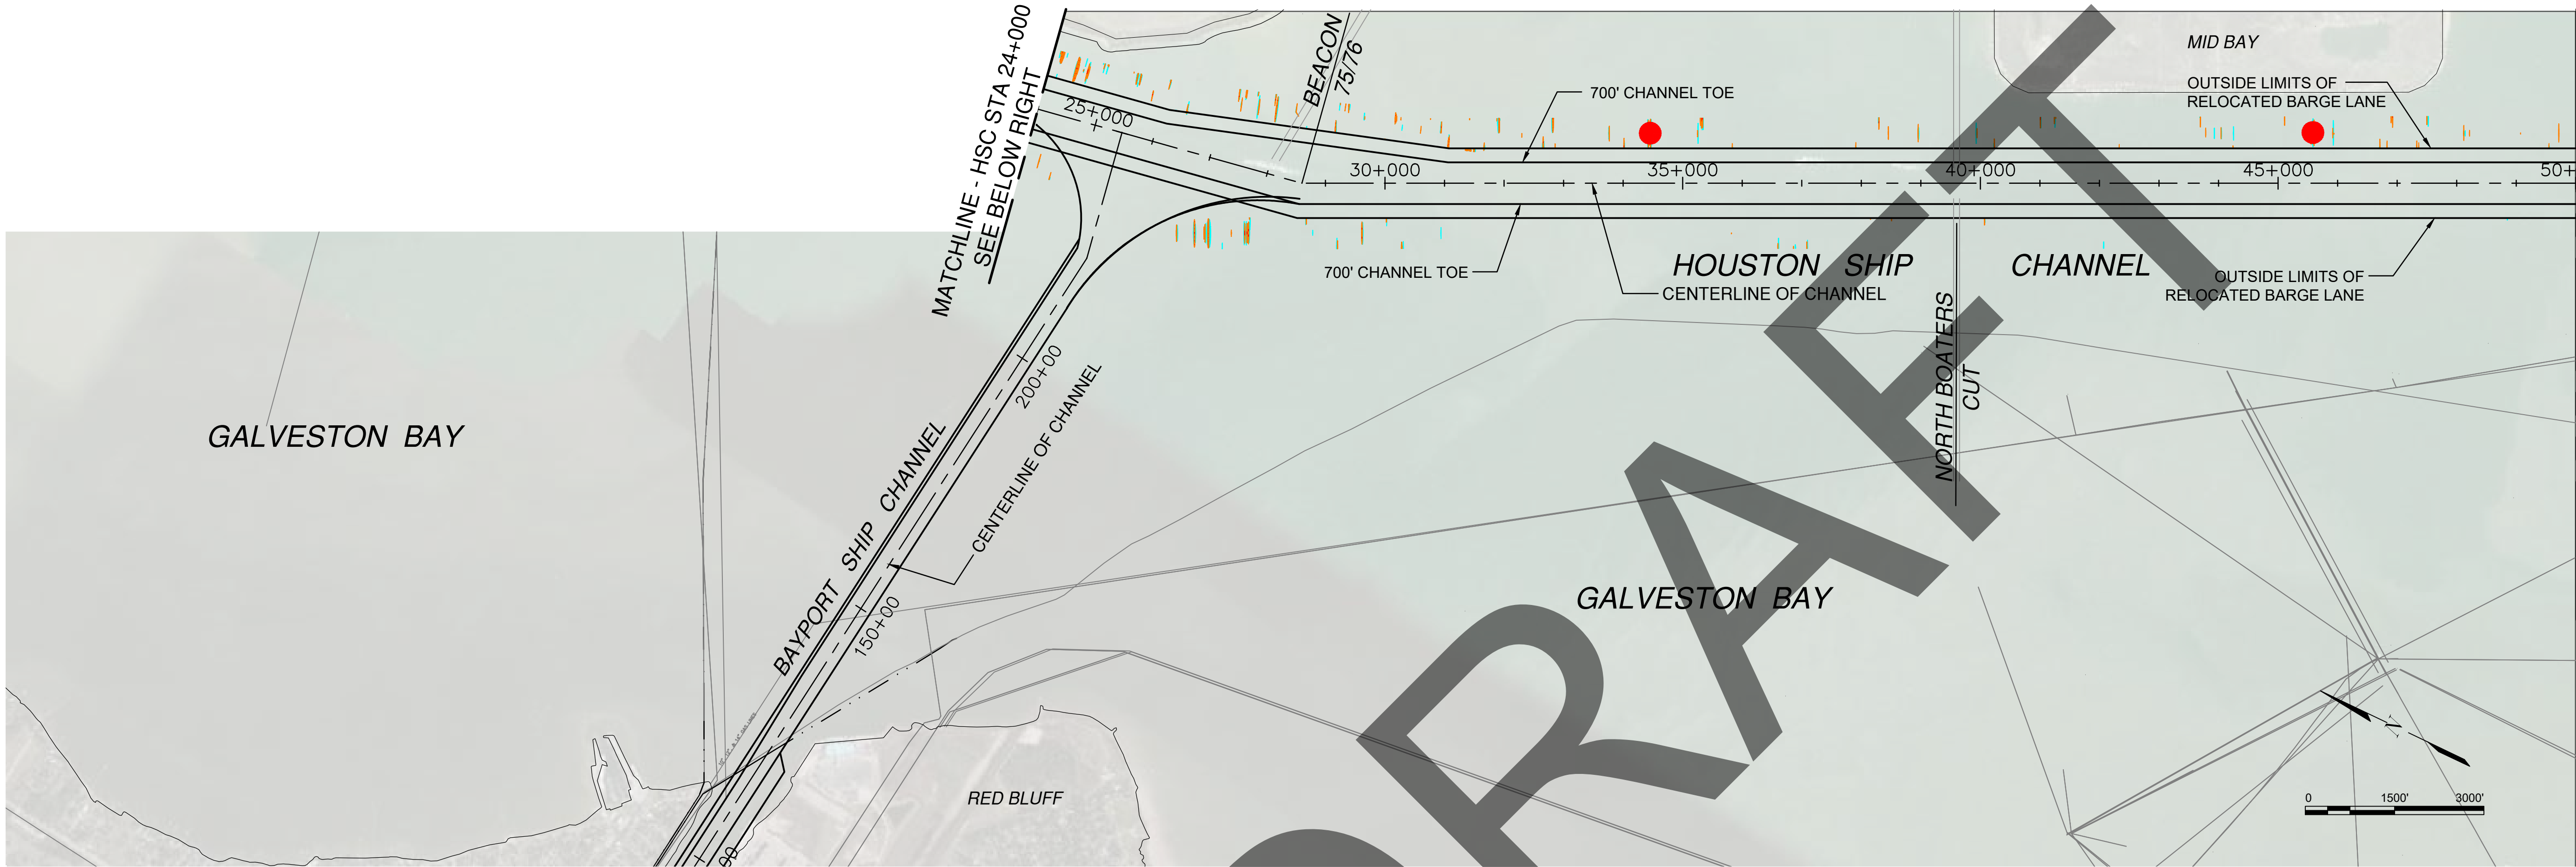 MATCHLINE - HSC STA 24+000
SEE BELOW RIGHT
BEACON
75/76
MID BAY
OUTSIDE LIMITS OF
RELOCATED BARGE LANE
700' CHANNEL TOE
25+000
30+000
35+000
40+000
45+000
50+
700' CHANNEL TOE
HOUSTON SHIP CHANNEL
CENTERLINE OF CHANNEL
OUTSIDE LIMITS OF
RELOCATED BARGE LANE
NORTH BOATERS
CUT
GALVESTON BAY
BAYPORT SHIP CHANNEL
200+00
CENTERLINE OF CHANNEL
150+00
GALVESTON BAY
RED BLUFF
00
N
0 1500' 3000'
DRAFT